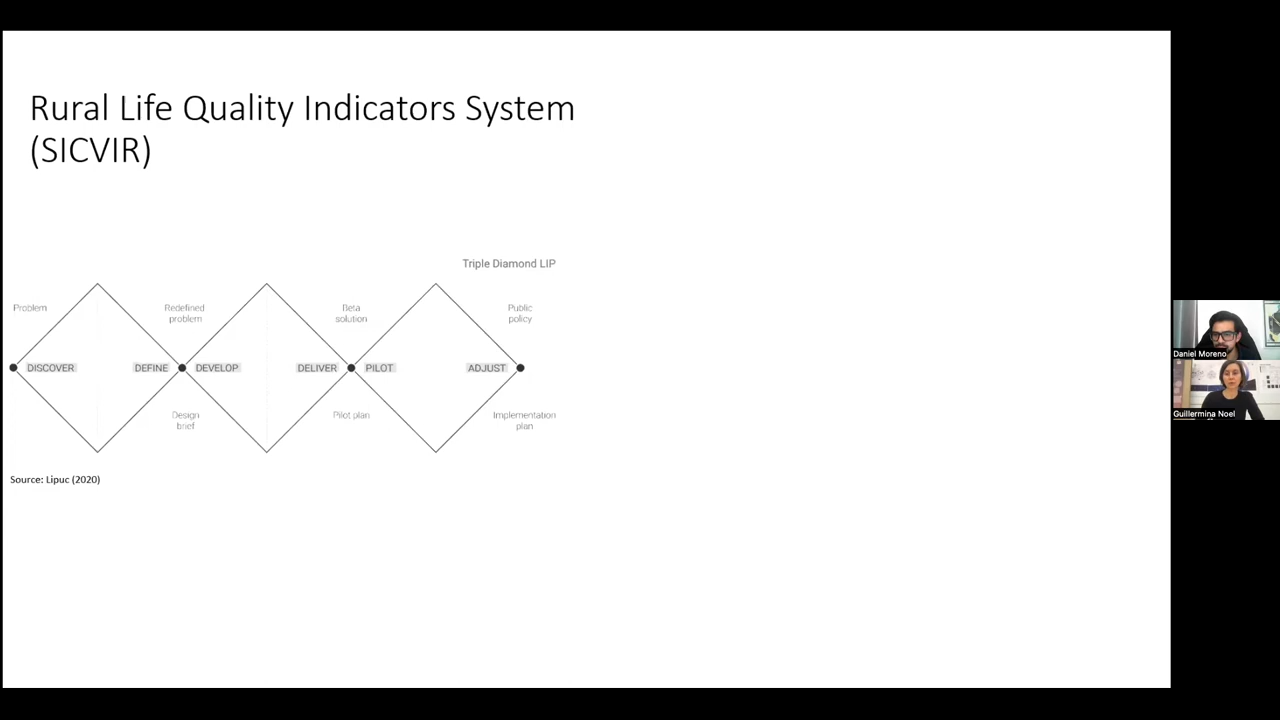 Rural Life Quality Indicators System
(SICVIR)
Triple Diamond LIP
Problem
Redefined
problem
Beta
solution
Public
policy
DISCOVER
DEFINE
DEVELOP
DELIVER
PILOT
ADJUST
Design
brief
Pilot plan
Implementation
plan
Source: Lipuc (2020)
Daniel Moreno
Guillermina Noel